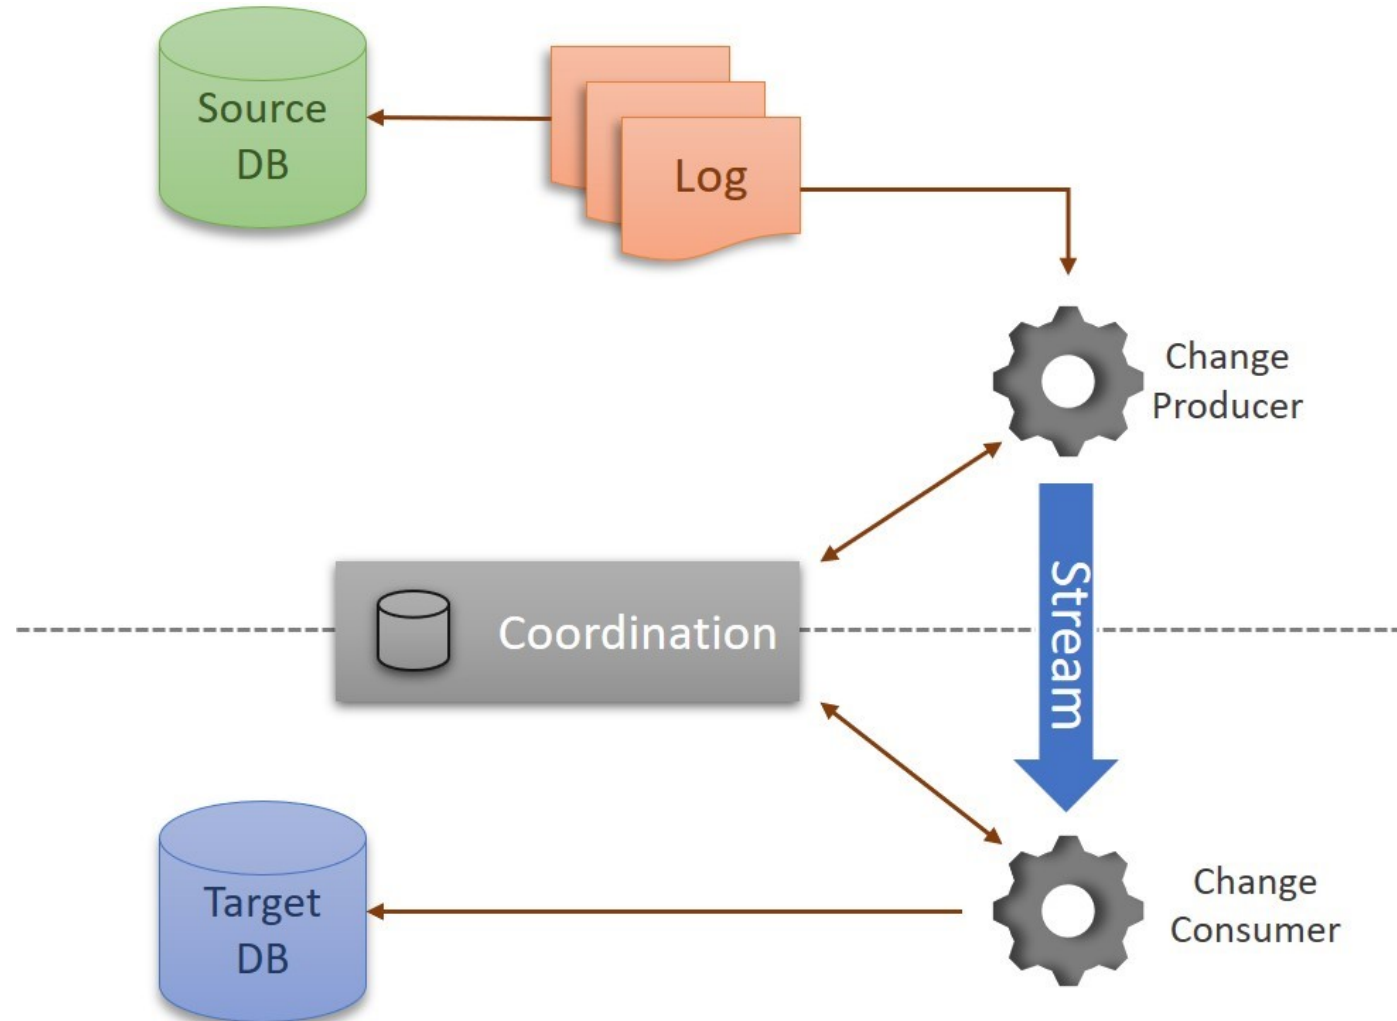 Source
DB
Log
Change
Producer
Stream
Coordination
Change
Consumer
Target
DB